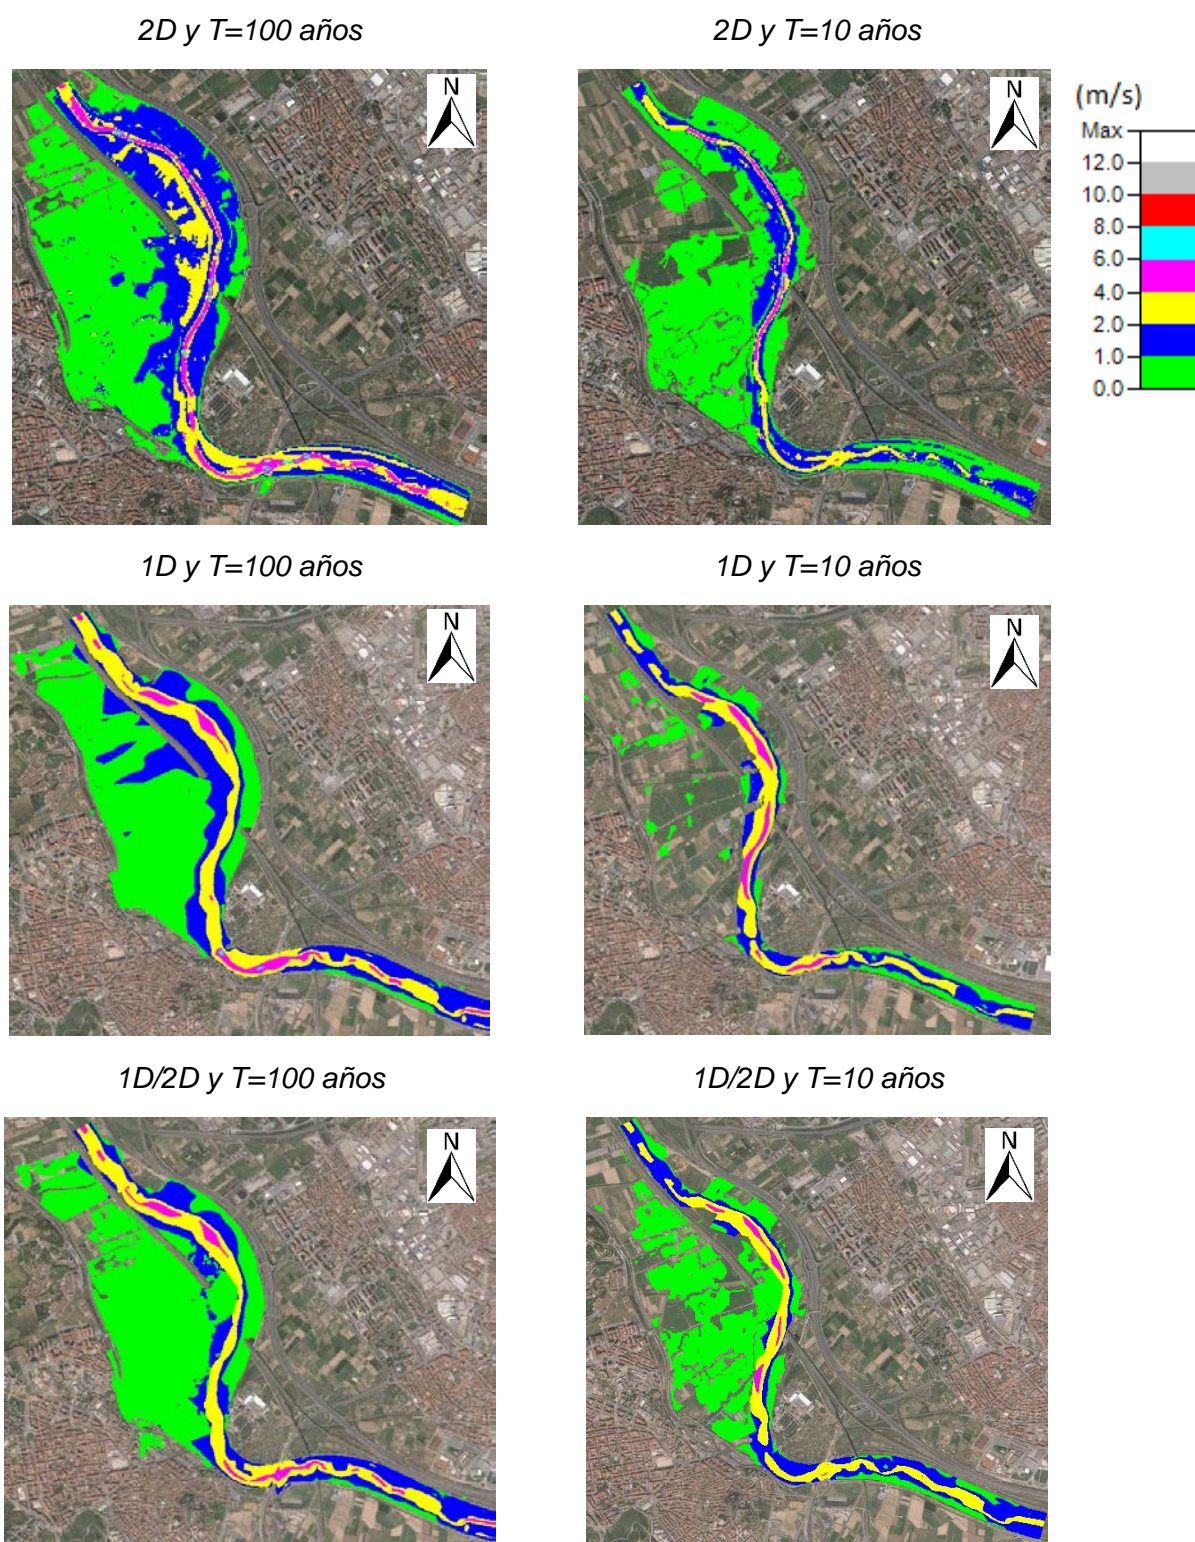 2D y T=100 años
2D y T=10 años
N
N
(m/s)
Max
12.0
10.0
8.0
6.0
4.0
2.0
1.0
0.0
1D y T=100 años
1D y T=10 años
N
N
1D/2D y T=100 años
1D/2D y T=10 años
N
N